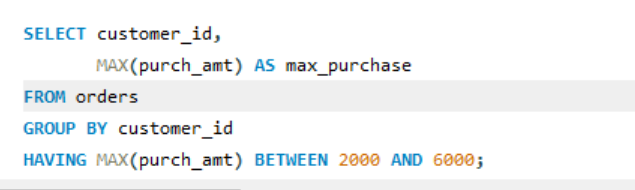 SELECT customer_id,
       MAX(purch_amt) AS max_purchase
FROM orders
GROUP BY customer_id
HAVING MAX(purch_amt) BETWEEN 2000 AND 6000;